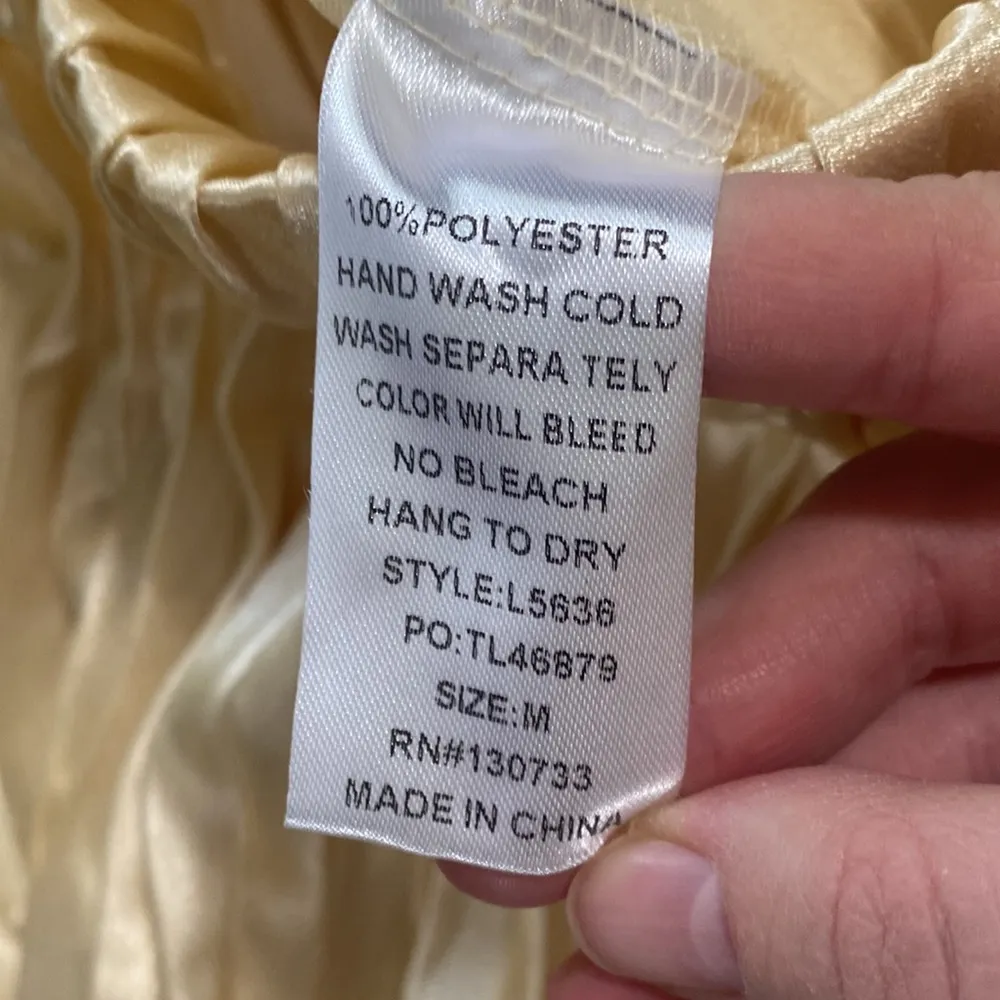 100%POLYESTER
HAND WASH COLD
WASH SEPARA TELY
COLOR WILL BLEED
NO BLEACH
HANG TO DRY
STYLE:L5636
PO:TL46879
SIZE:M
RN#130733
MADE IN CHINA